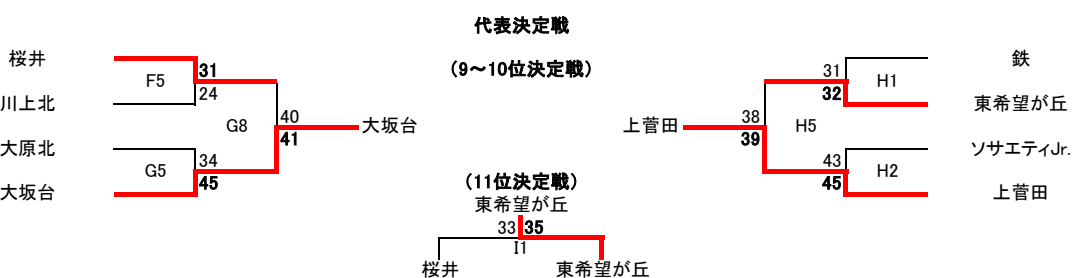 代表決定戦
(9～10位決定戦)
桜井
川上北
大原北
大坂台
F5
31
24
G8
G5
34
45
40
41
大坂台
上菅田
38
39
H5
31
32
H1
43
45
H2
鉄
東希望が丘
ソサエティJr.
上菅田
(11位決定戦)
東希望が丘
33 35
I1
桜井
東希望が丘